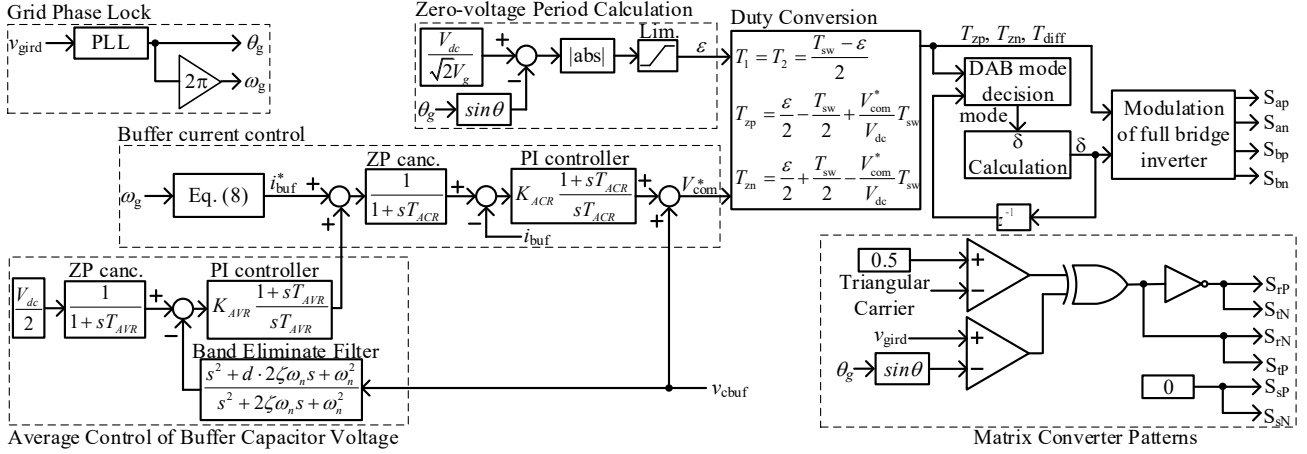 Grid Phase Lock
v_gird
PLL
θ_g
2π
ω_g
Zero-voltage Period Calculation
V_dc / √2V_g
+
−
|abs|
Lim.
ε
θ_g
sinθ
Duty Conversion
T_1 = T_2 = (T_sw − ε) / 2
T_zp = ε/2 − T_sw/2 + (V*_com / V_dc) T_sw
T_zn = ε/2 + T_sw/2 − (V*_com / V_dc) T_sw
T_zp, T_zn, T_diff
DAB mode
decision
mode
δ
Calculation
δ
z^-1
Modulation
of full bridge
inverter
S_ap
S_an
S_bp
S_bn
Buffer current control
ω_g
Eq. (8)
i*_buf
+
+
ZP canc.
1 / (1 + sT_ACR)
+
−
i_buf
PI controller
K_ACR (1 + sT_ACR) / sT_ACR
+
+
V*_com
V_dc / 2
ZP canc.
1 / (1 + sT_AVR)
+
−
PI controller
K_AVR (1 + sT_AVR) / sT_AVR
Band Eliminate Filter
(s^2 + d · 2ζω_n s + ω_n^2) / (s^2 + 2ζω_n s + ω_n^2)
v_cbuf
Average Control of Buffer Capacitor Voltage
0.5
Triangular
Carrier
+
−
v_gird
θ_g
sinθ
+
−
S_rP
S_tN
S_rN
S_tP
0
S_sP
S_sN
Matrix Converter Patterns